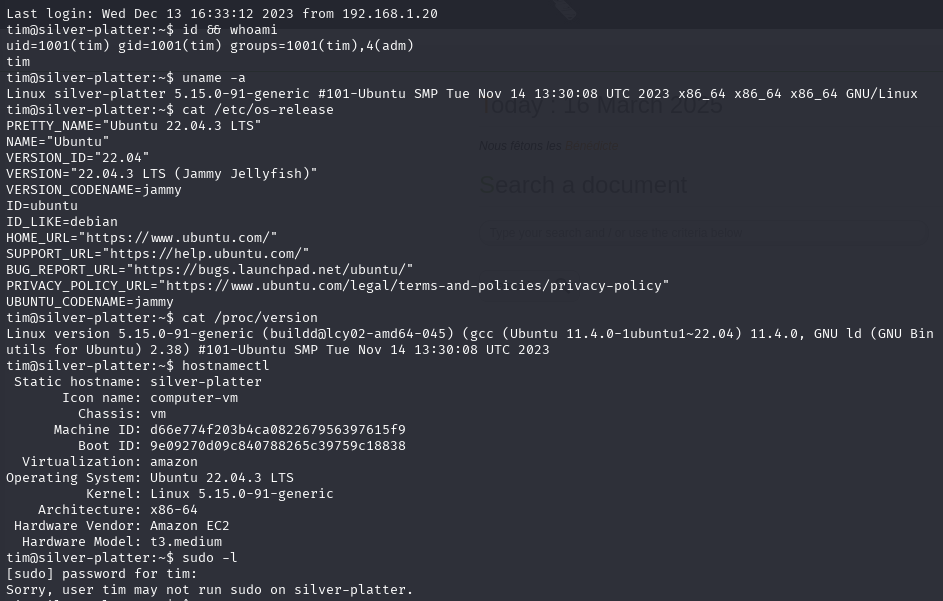 Last login: Wed Dec 13 16:33:12 2023 from 192.168.1.20
tim@silver-platter:~$ id && whoami
uid=1001(tim) gid=1001(tim) groups=1001(tim),4(adm)
tim
tim@silver-platter:~$ uname -a
Linux silver-platter 5.15.0-91-generic #101-Ubuntu SMP Tue Nov 14 13:30:08 UTC 2023 x86_64 x86_64 x86_64 GNU/Linux
tim@silver-platter:~$ cat /etc/os-release
PRETTY_NAME="Ubuntu 22.04.3 LTS"
NAME="Ubuntu"
VERSION_ID="22.04"
VERSION="22.04.3 LTS (Jammy Jellyfish)"
VERSION_CODENAME=jammy
ID=ubuntu
ID_LIKE=debian
HOME_URL="https://www.ubuntu.com/"
SUPPORT_URL="https://help.ubuntu.com/"
BUG_REPORT_URL="https://bugs.launchpad.net/ubuntu/"
PRIVACY_POLICY_URL="https://www.ubuntu.com/legal/terms-and-policies/privacy-policy"
UBUNTU_CODENAME=jammy
tim@silver-platter:~$ cat /proc/version
Linux version 5.15.0-91-generic (buildd@lcy02-amd64-045) (gcc (Ubuntu 11.4.0-1ubuntu1~22.04) 11.4.0, GNU ld (GNU Bin
utils for Ubuntu) 2.38) #101-Ubuntu SMP Tue Nov 14 13:30:08 UTC 2023
tim@silver-platter:~$ hostnamectl
Static hostname: silver-platter
Icon name: computer-vm
Chassis: vm
Machine ID: d66e774f203b4ca082267956397615f9
Boot ID: 9e09270d09c840788265c39759c18838
Virtualization: amazon
Operating System: Ubuntu 22.04.3 LTS
Kernel: Linux 5.15.0-91-generic
Architecture: x86-64
Hardware Vendor: Amazon EC2
Hardware Model: t3.medium
tim@silver-platter:~$ sudo -l
[sudo] password for tim:
Sorry, user tim may not run sudo on silver-platter.
Today : 16 March 2025
Nous fêtons les
Search a document